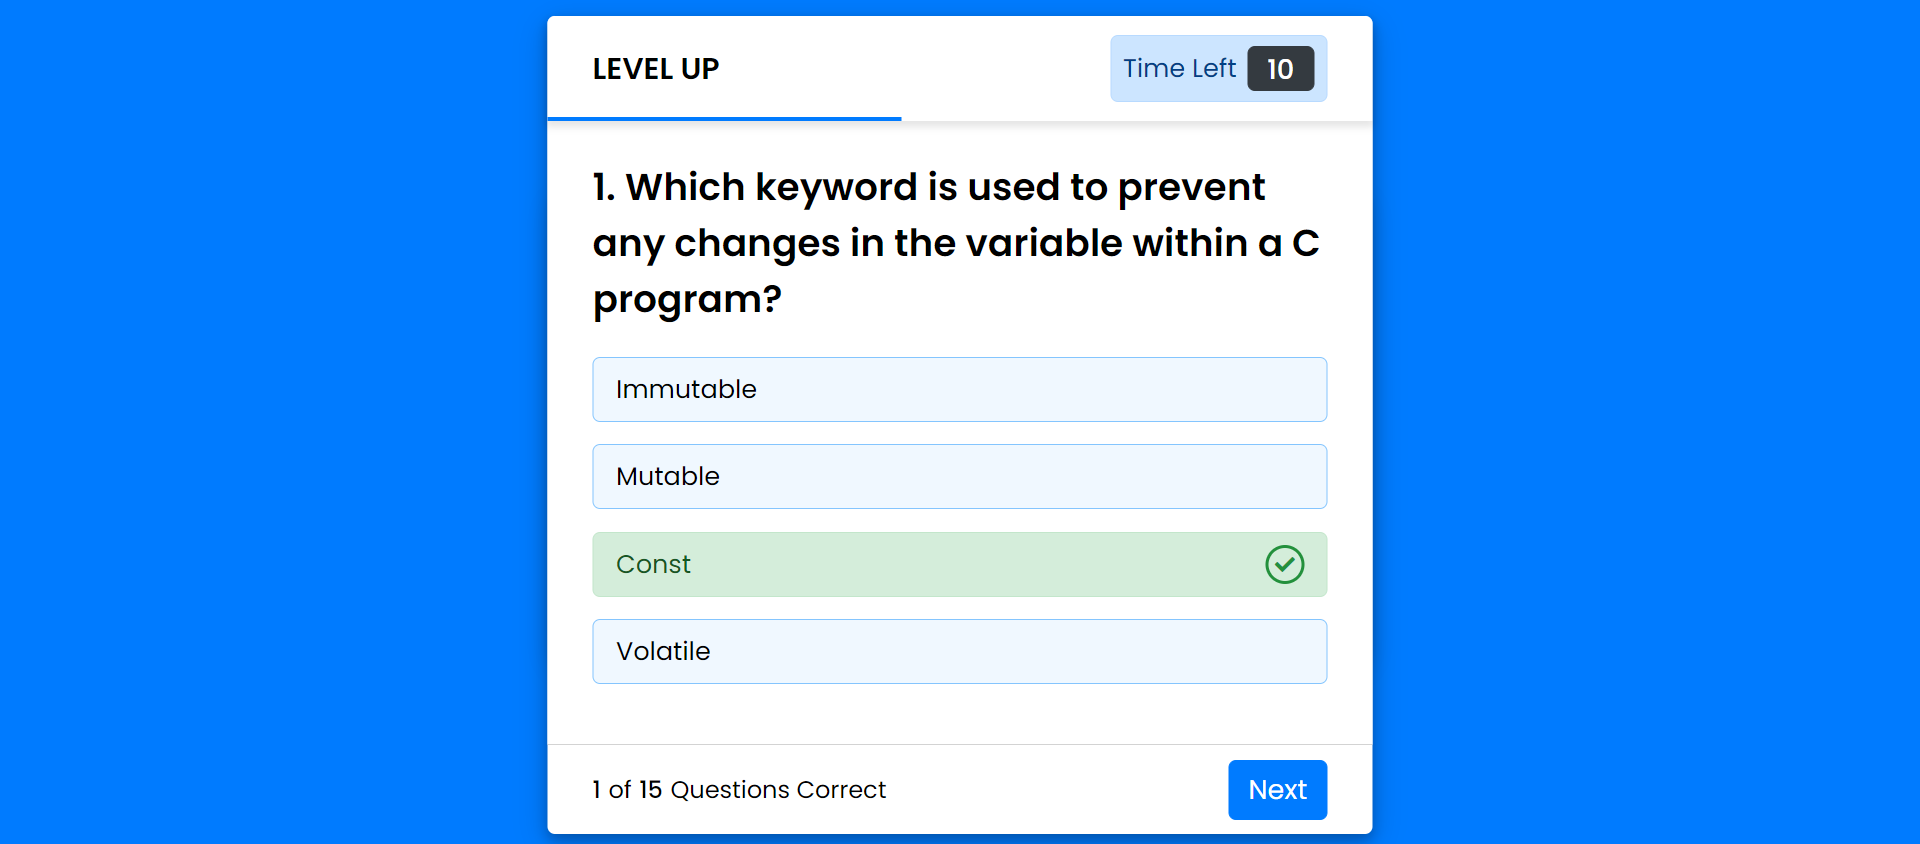 LEVEL UP
Time Left 10
1. Which keyword is used to prevent
any changes in the variable within a C
program?
Immutable
Mutable
Const
Volatile
1 of 15 Questions Correct
Next